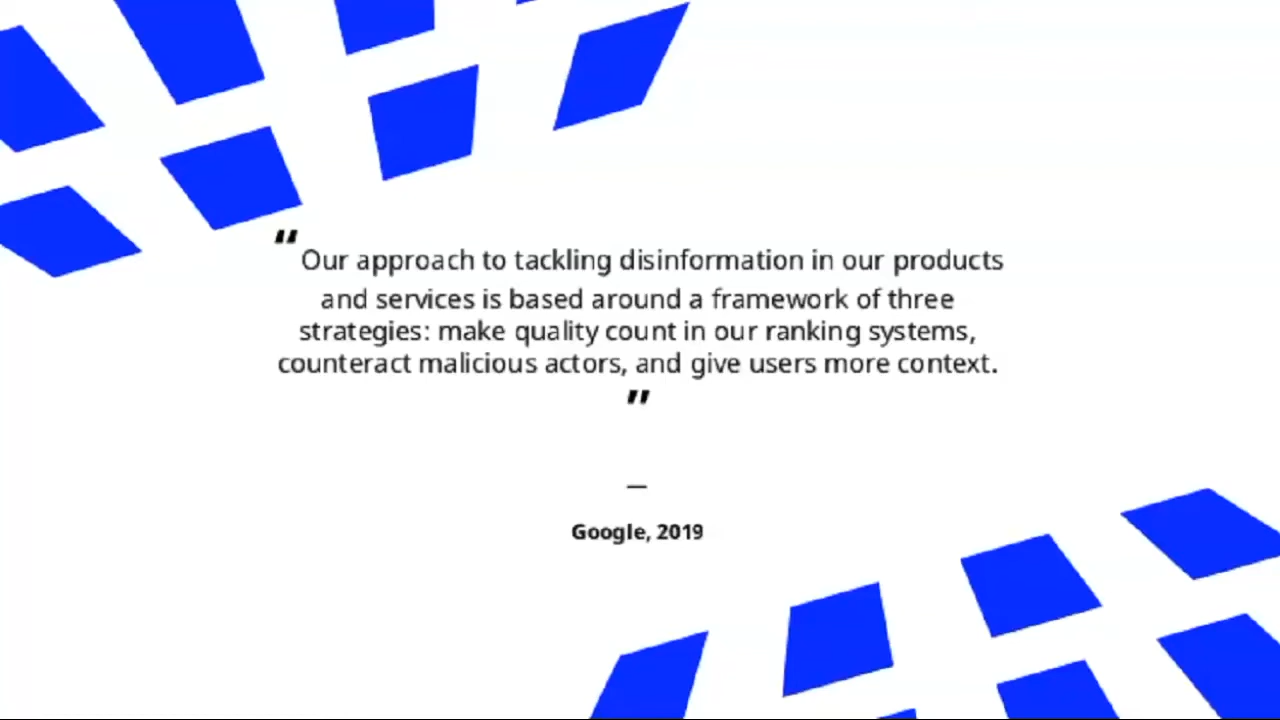 “Our approach to tackling disinformation in our products
and services is based around a framework of three
strategies: make quality count in our ranking systems,
counteract malicious actors, and give users more context.
”
—
Google, 2019